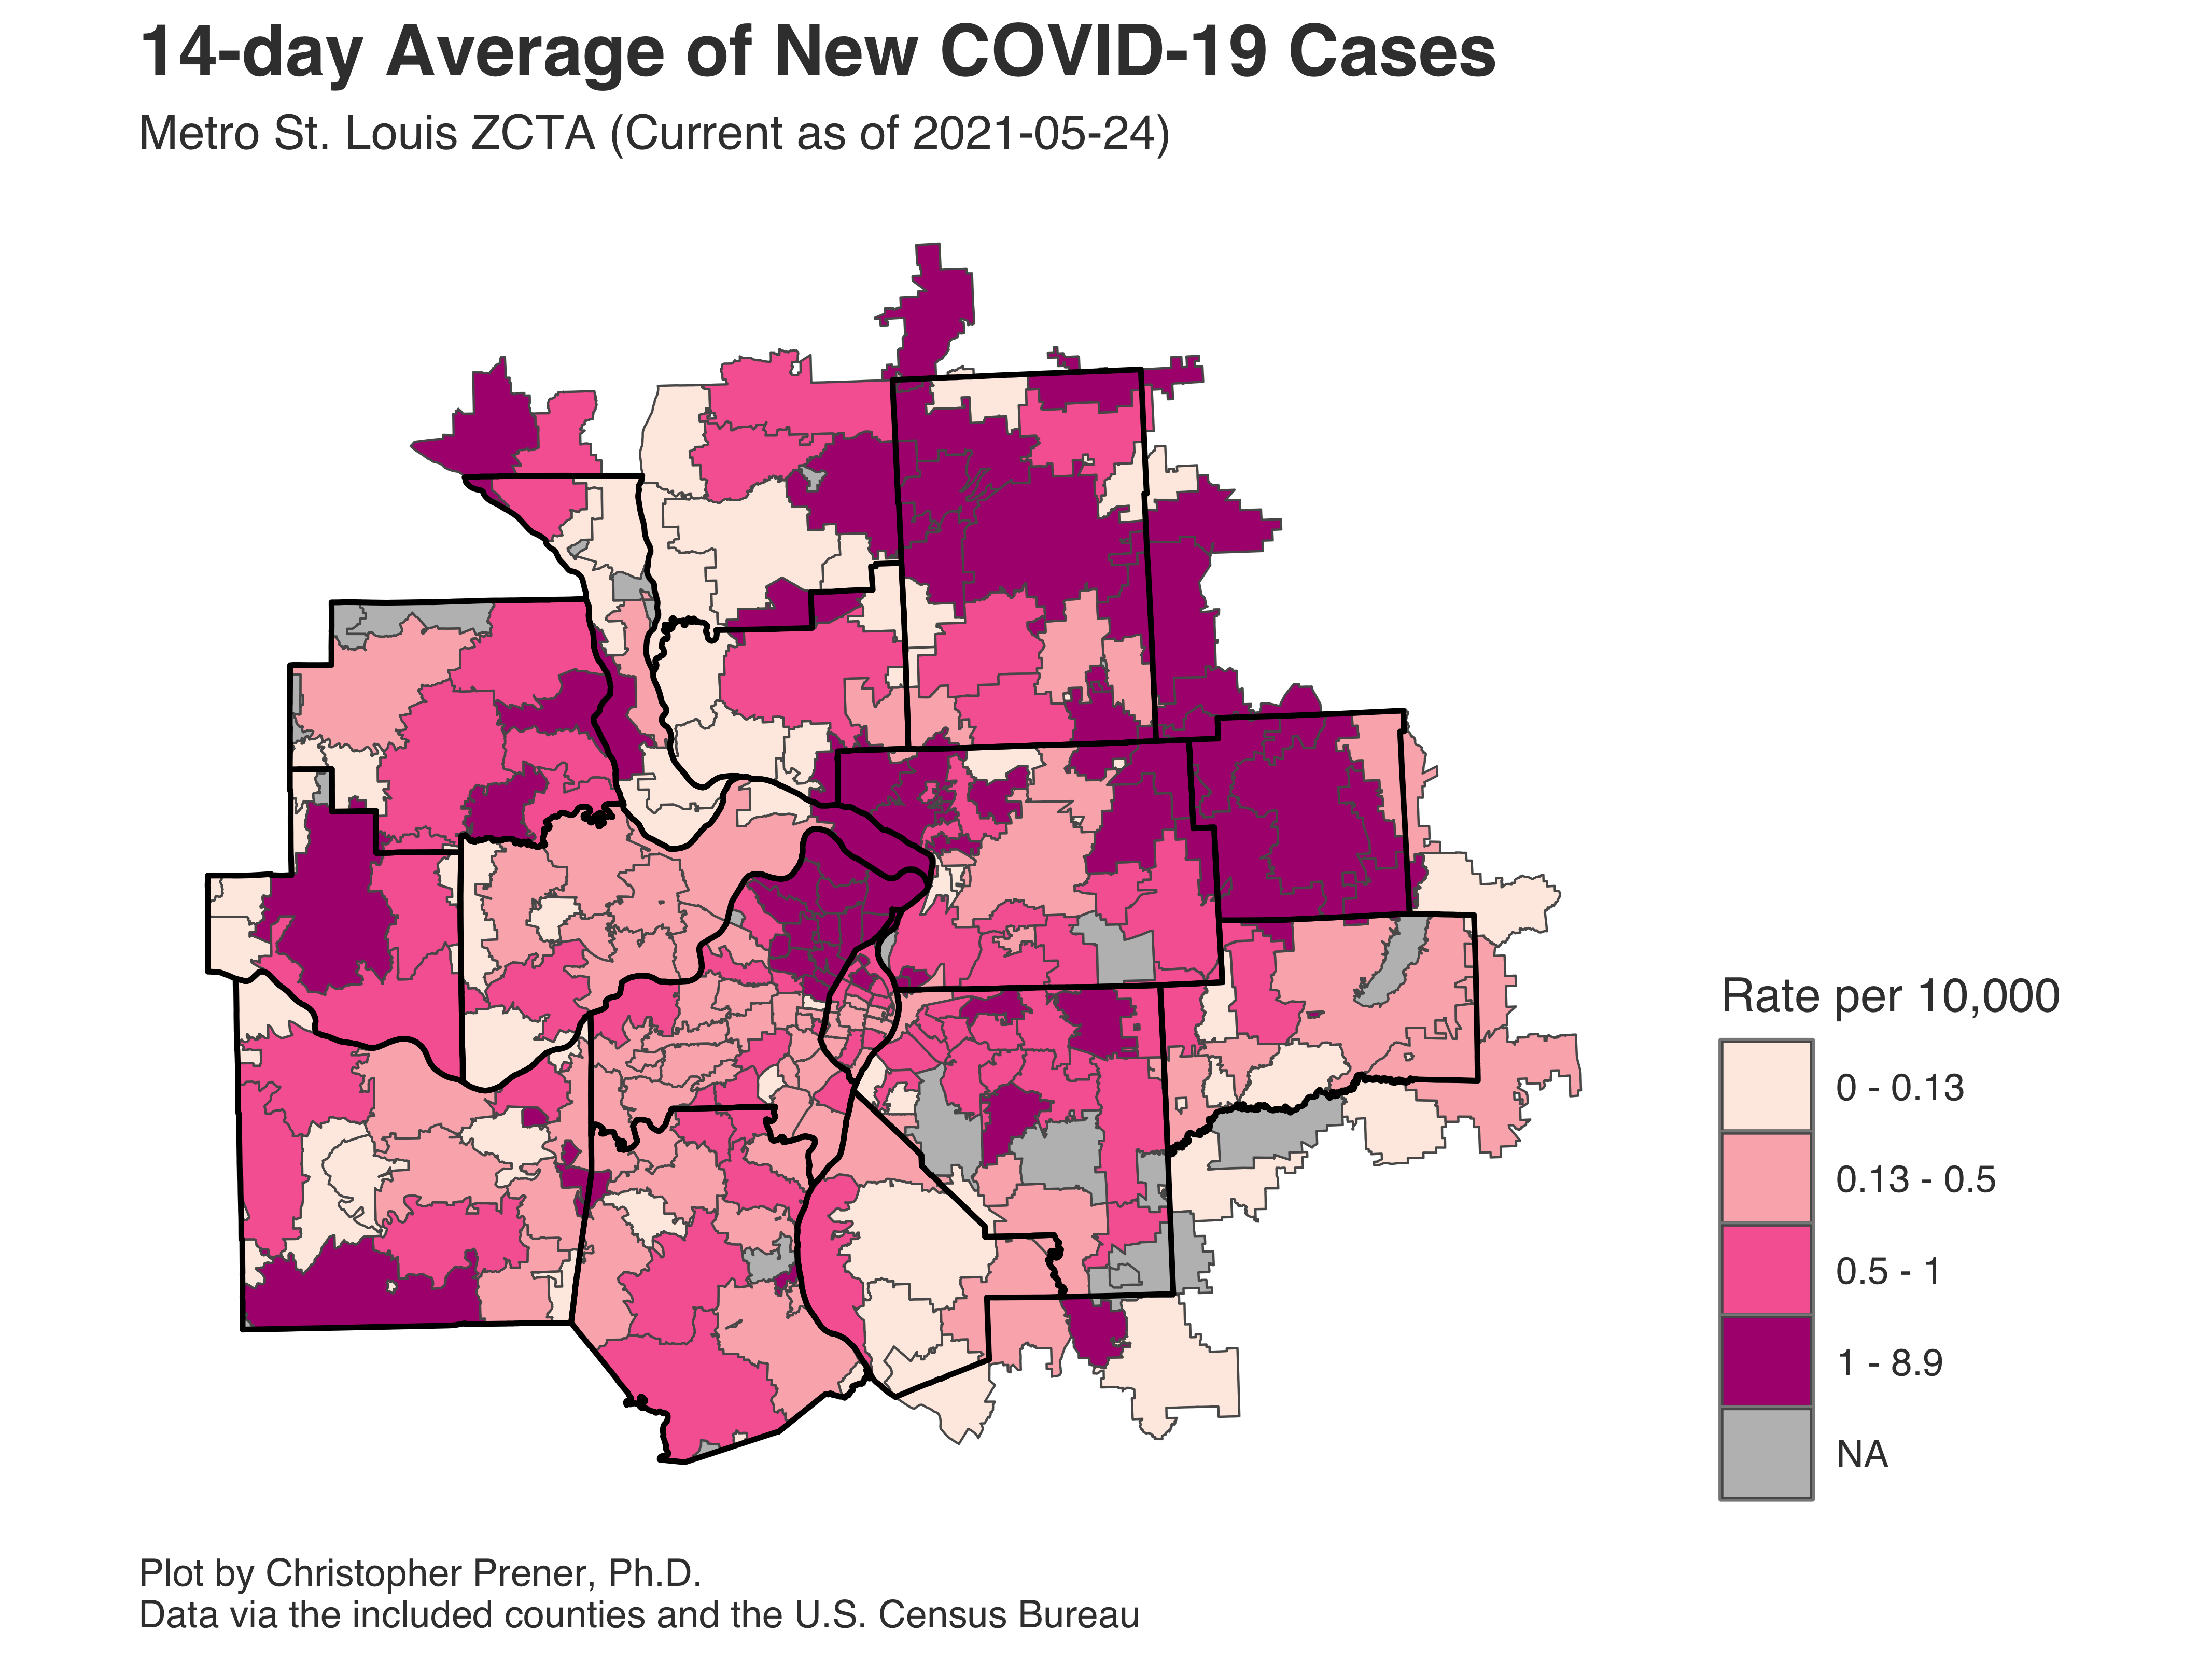 14-day Average of New COVID-19 Cases
Metro St. Louis ZCTA (Current as of 2021-05-24)
Rate per 10,000
0 - 0.13
0.13 - 0.5
0.5 - 1
1 - 8.9
NA
Plot by Christopher Prener, Ph.D.
Data via the included counties and the U.S. Census Bureau